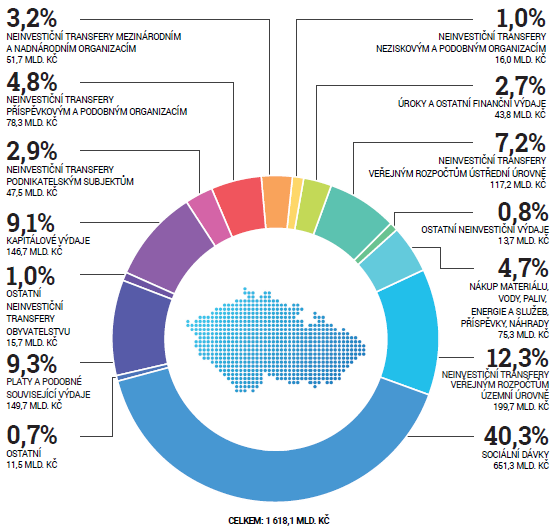 3,2%
NEINVESTIČNÍ TRANSFERY MEZINÁRODNÍM
A NADNÁRODNÍM ORGANIZACÍM
51,7 MLD. KČ
4,8%
NEINVESTIČNÍ TRANSFERY
PŘÍSPĚVKOVÝM A PODOBNÝM ORGANIZACÍM
78,3 MLD. KČ
2,9%
NEINVESTIČNÍ TRANSFERY
PODNIKATELSKÝM SUBJEKTŮM
47,5 MLD. KČ
9,1%
KAPITÁLOVÉ VÝDAJE
146,7 MLD. KČ
1,0%
OSTATNÍ
NEINVESTIČNÍ
TRANSFERY
OBYVATELSTVU
15,7 MLD. KČ
9,3%
PLATY A PODOBNÉ
SOUVISEJÍCÍ VÝDAJE
149,7 MLD. KČ
0,7%
OSTATNÍ
11,5 MLD. KČ
1,0%
NEINVESTIČNÍ TRANSFERY
NEZISKOVÝM A PODOBNÝM ORGANIZACÍM
16,0 MLD. KČ
2,7%
ÚROKY A OSTATNÍ FINANČNÍ VÝDAJE
43,8 MLD. KČ
7,2%
NEINVESTIČNÍ TRANSFERY
VEŘEJNÝM ROZPOČTŮM ÚSTŘEDNÍ ÚROVNĚ
117,2 MLD. KČ
0,8%
OSTATNÍ NEINVESTIČNÍ VÝDAJE
13,7 MLD. KČ
4,7%
NÁKUP MATERIÁLU,
VODY, PALIV,
ENERGIE A SLUŽEB,
PŘÍSPĚVKY, NÁHRADY
75,3 MLD. KČ
12,3%
NEINVESTIČNÍ TRANSFERY
VEŘEJNÝM ROZPOČTŮM
ÚZEMNÍ ÚROVNĚ
199,7 MLD. KČ
40,3%
SOCIÁLNÍ DÁVKY
651,3 MLD. KČ
CELKEM: 1 618,1 MLD. KČ